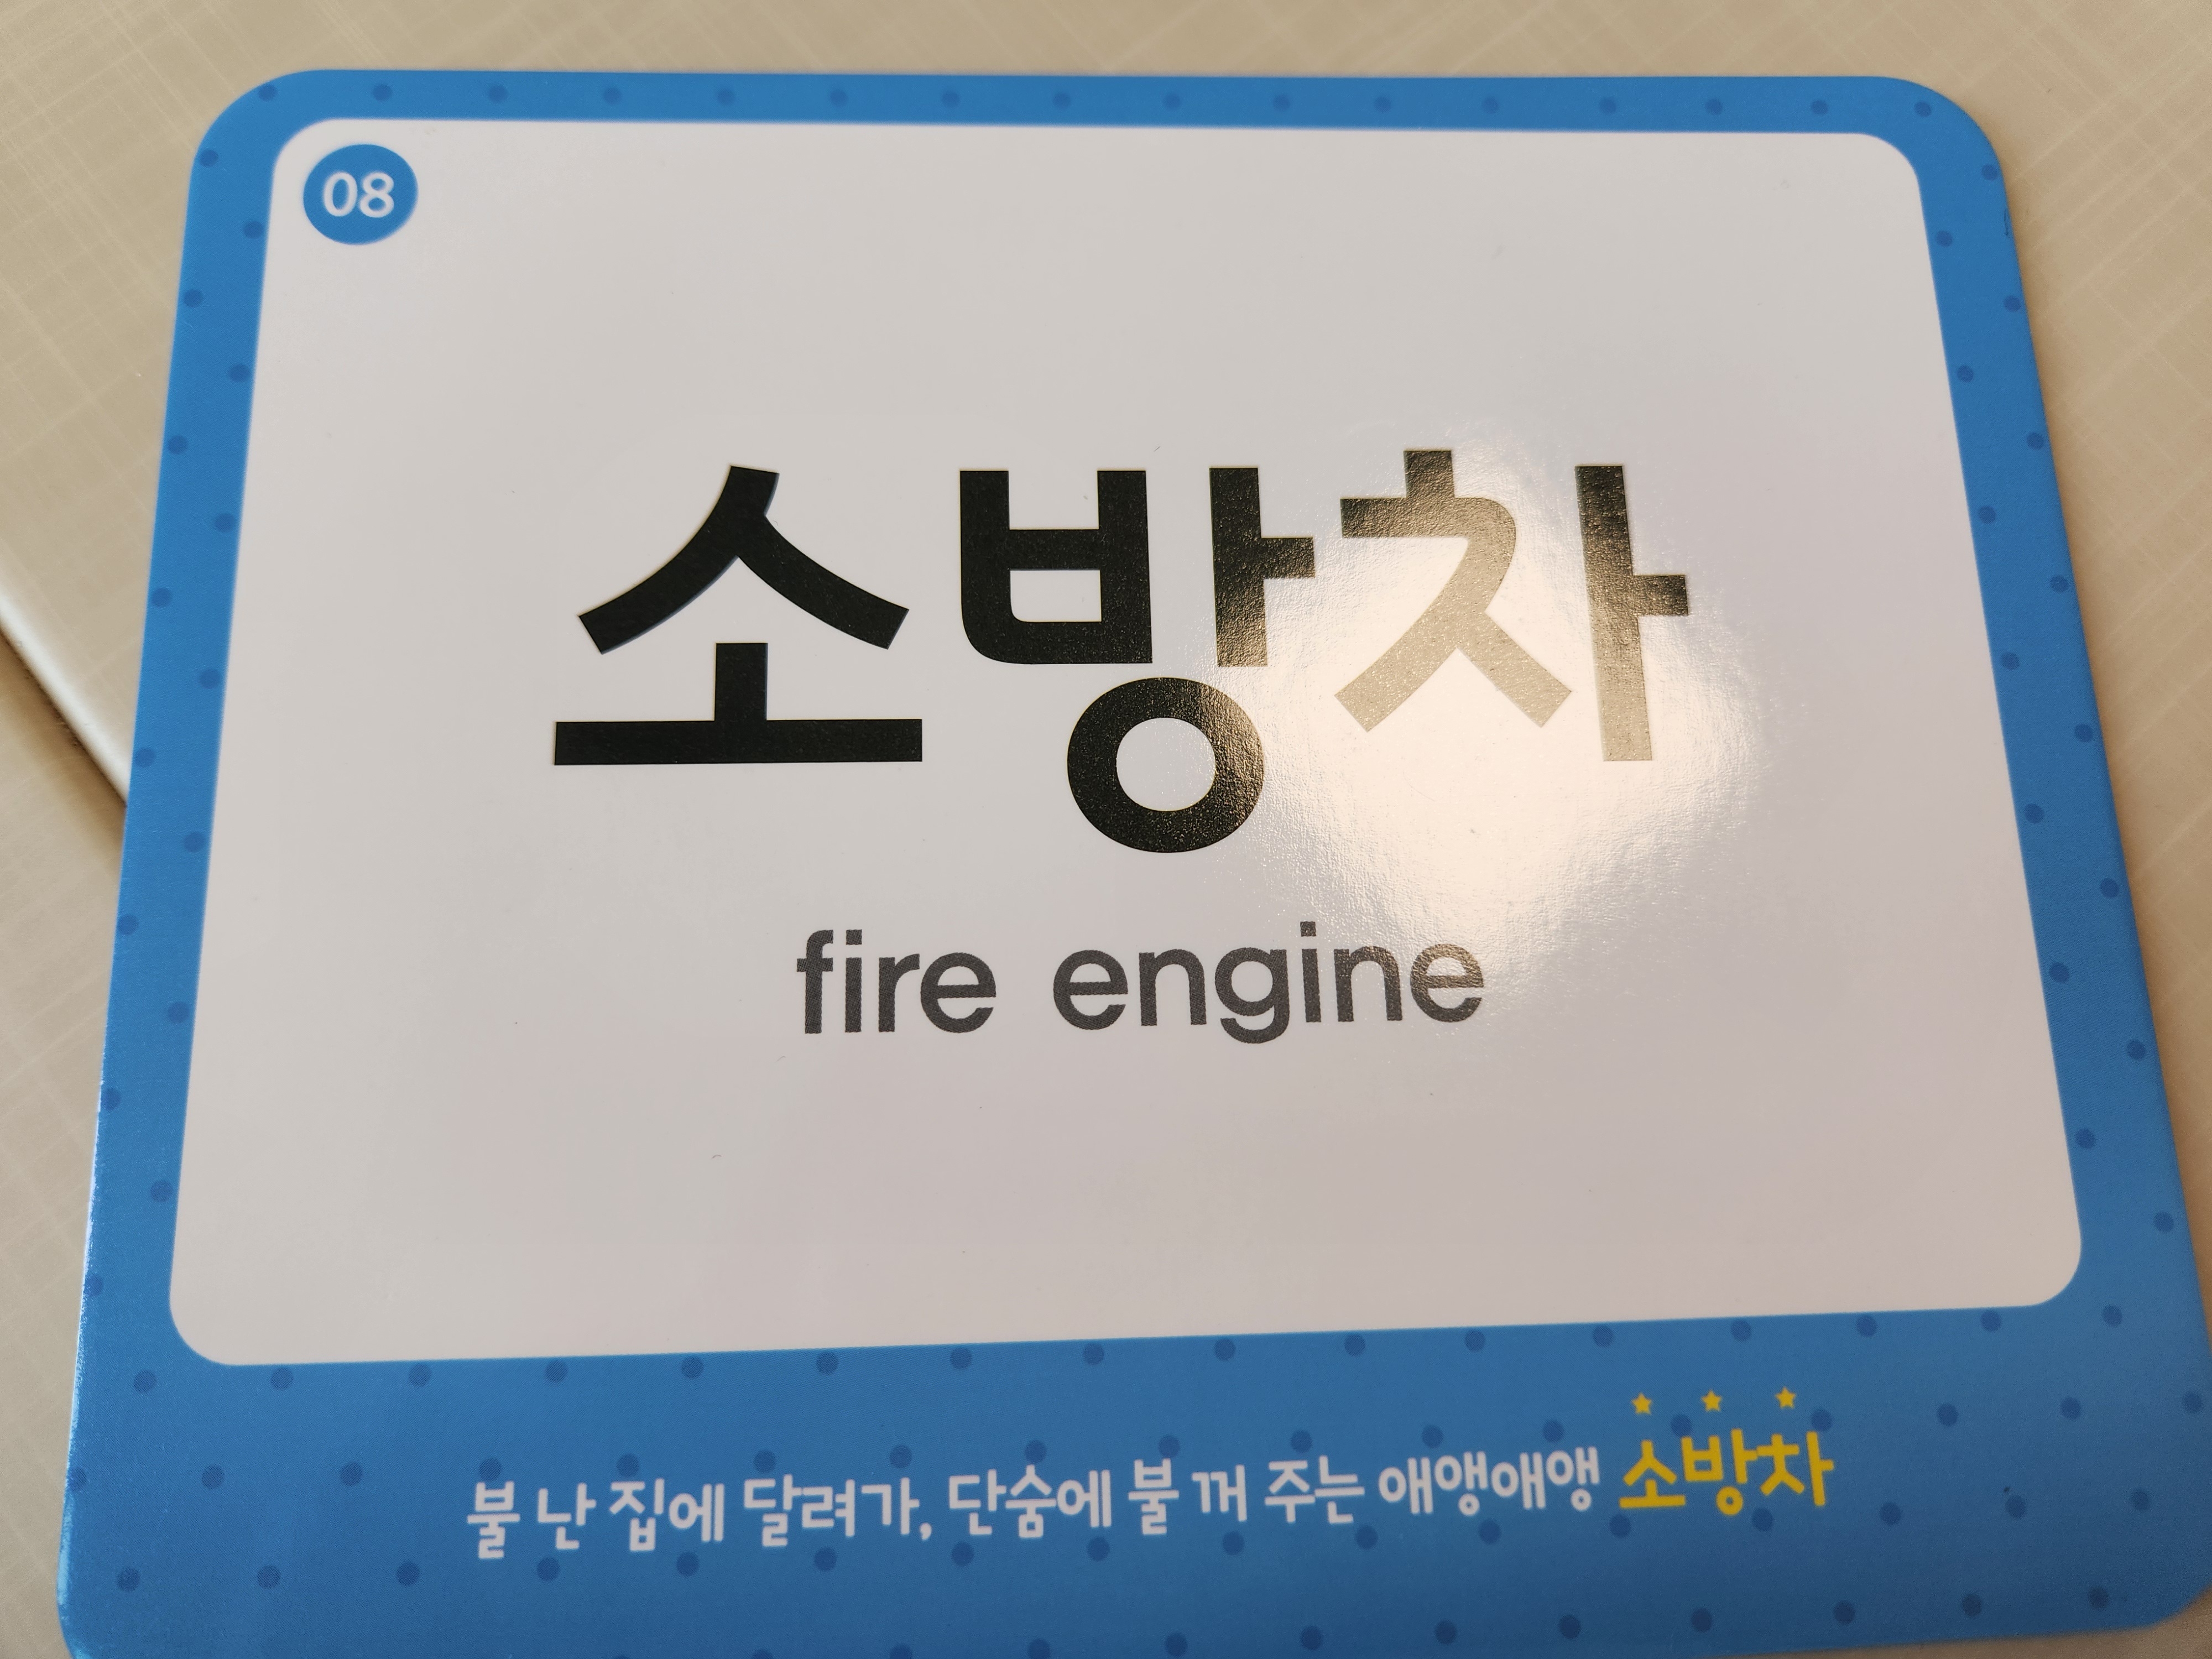 08
소방차
fire engine
불 난 집에 달려가, 단숨에 불 꺼 주는 애앵애앵 소방차